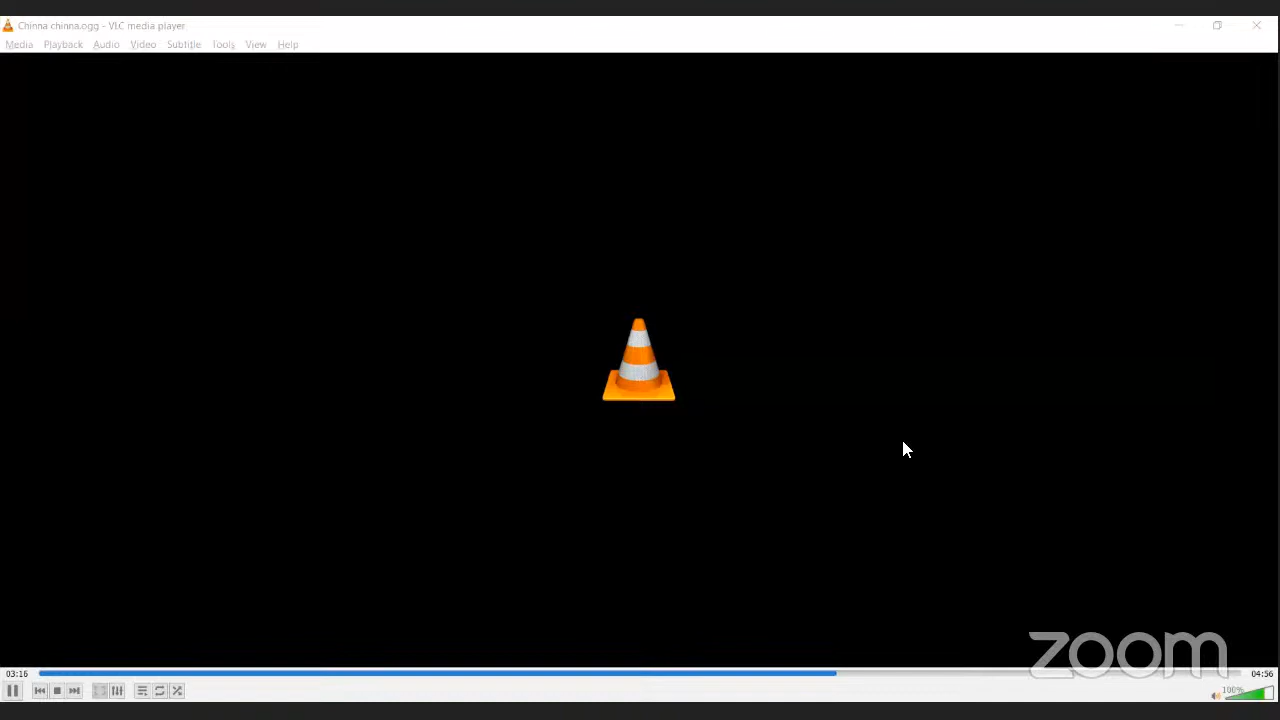 Chinna chinna.ogg - VLC media player
Media Playback Audio Video Subtitle Tools View Help
03:16
04:56
100%
zoom